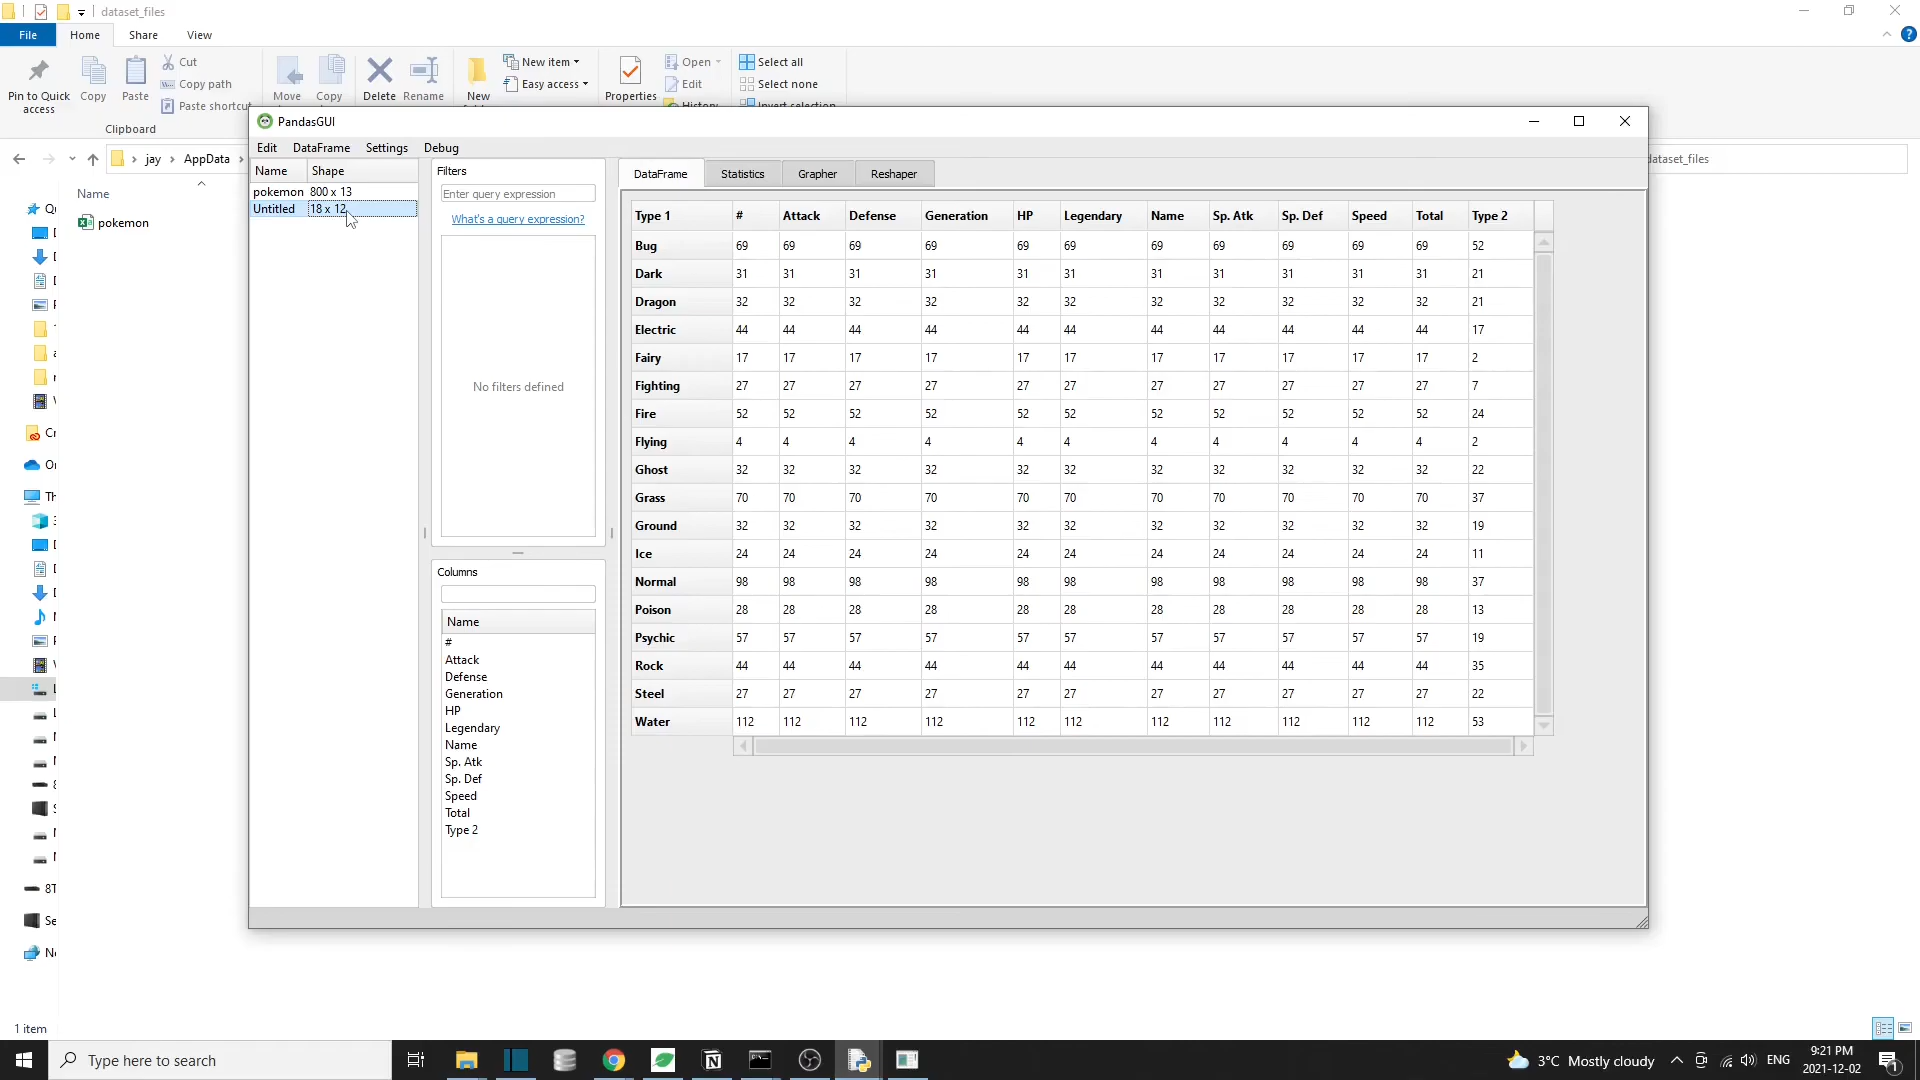 dataset_files
File Home Share View
Pin to Quick access
Copy
Paste
Cut
Copy path
Paste shortcut
Clipboard
Move
Copy
Delete
Rename
New
New item
Easy access
Properties
Open
Edit
History
Select all
Select none
Invert selection
jay AppData
dataset_files
Name
pokemon
PandasGUI
Edit DataFrame Settings Debug
Name Shape
pokemon 800 x 13
Untitled 18 x 12
Filters
Enter query expression
What's a query expression?
No filters defined
Columns
Name
#
Attack
Defense
Generation
HP
Legendary
Name
Sp. Atk
Sp. Def
Speed
Total
Type 2
DataFrame Statistics Grapher Reshaper
Type 1 # Attack Defense Generation HP Legendary Name Sp. Atk Sp. Def Speed Total Type 2
Bug 69 69 69 69 69 69 69 69 69 69 69 52
Dark 31 31 31 31 31 31 31 31 31 31 31 21
Dragon 32 32 32 32 32 32 32 32 32 32 32 21
Electric 44 44 44 44 44 44 44 44 44 44 44 17
Fairy 17 17 17 17 17 17 17 17 17 17 17 2
Fighting 27 27 27 27 27 27 27 27 27 27 27 7
Fire 52 52 52 52 52 52 52 52 52 52 52 24
Flying 4 4 4 4 4 4 4 4 4 4 4 2
Ghost 32 32 32 32 32 32 32 32 32 32 32 22
Grass 70 70 70 70 70 70 70 70 70 70 70 37
Ground 32 32 32 32 32 32 32 32 32 32 32 19
Ice 24 24 24 24 24 24 24 24 24 24 24 11
Normal 98 98 98 98 98 98 98 98 98 98 98 37
Poison 28 28 28 28 28 28 28 28 28 28 28 13
Psychic 57 57 57 57 57 57 57 57 57 57 57 19
Rock 44 44 44 44 44 44 44 44 44 44 44 35
Steel 27 27 27 27 27 27 27 27 27 27 27 22
Water 112 112 112 112 112 112 112 112 112 112 112 53
1 item
Type here to search
3°C Mostly cloudy
ENG
9:21 PM
2021-12-02